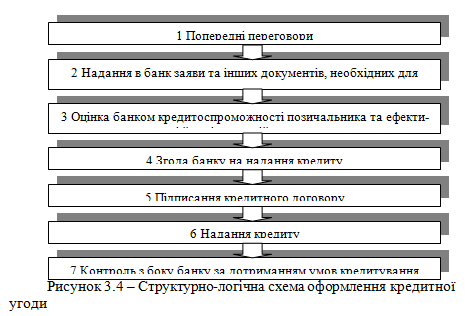 1 Попередні переговори
2 Надання в банк заяви та інших документів, необхідних для
3 Оцінка банком кредитоспроможності позичальника та ефекти-
4 Згода банку на надання кредиту
5 Підписання кредитного договору
6 Надання кредиту
7 Контроль з боку банку за дотриманням умов кредитування
Рисунок 3.4 – Структурно-логічна схема оформлення кредитної
угоди